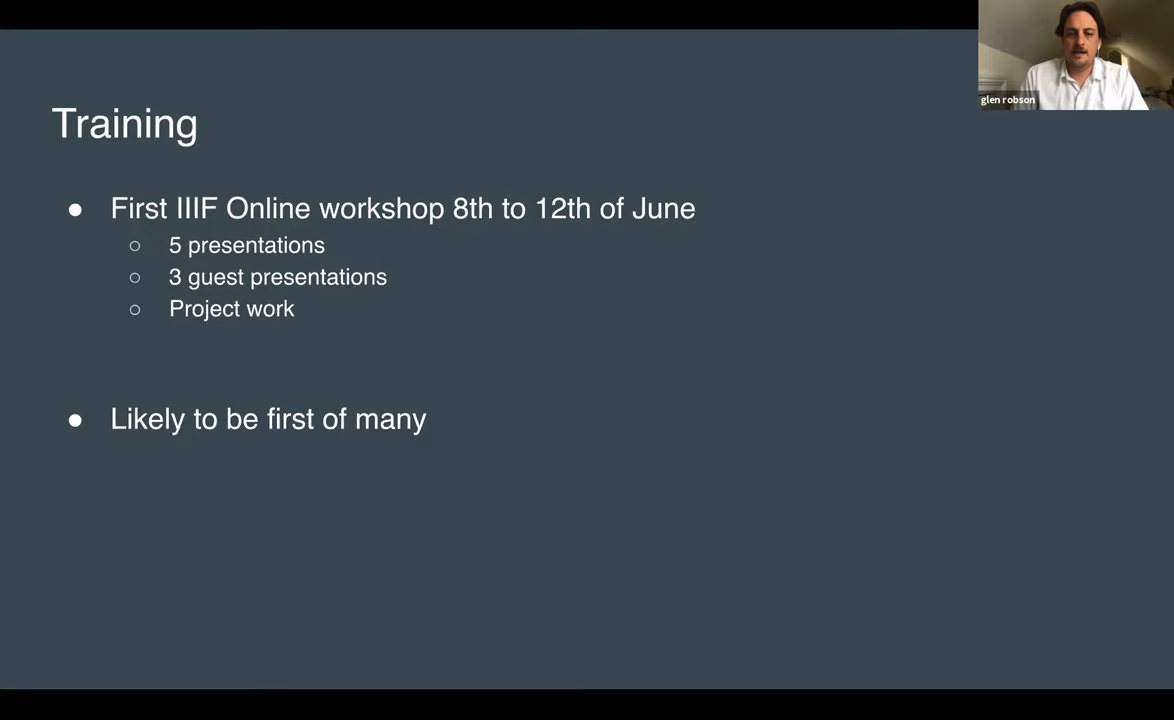 glen robson
Training
● First IIIF Online workshop 8th to 12th of June
○ 5 presentations
○ 3 guest presentations
○ Project work
● Likely to be first of many